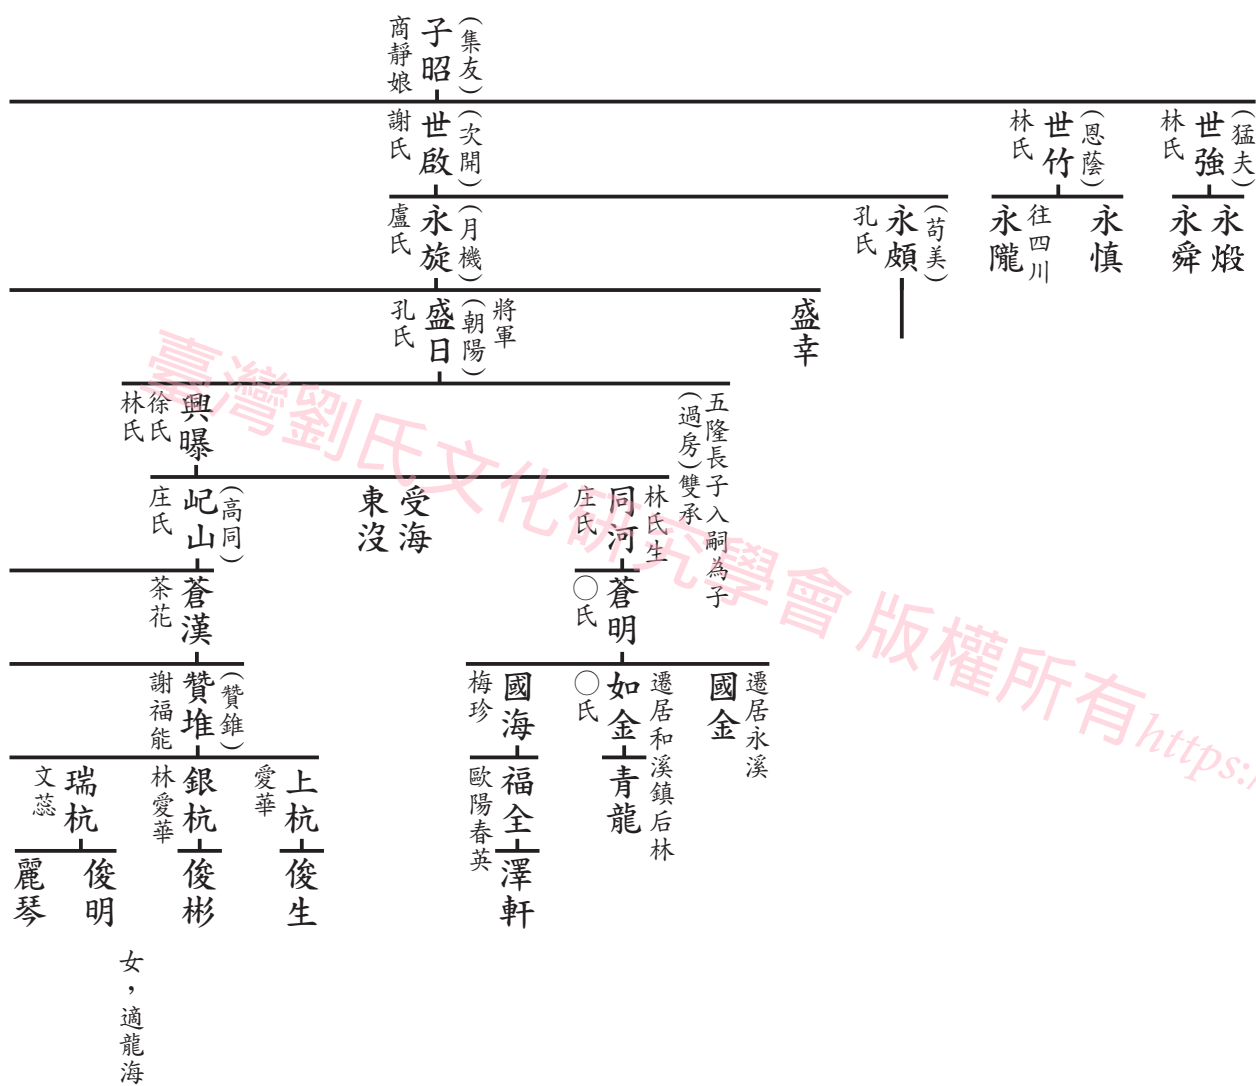 (猛夫)
世強
林氏
(恩蔭)
世竹
林氏
(集友)
子昭
商靜娘
(次開)
世啟
謝氏
永煅
永舜
永慎
往四川
永隴
(苟美)
永頗
孔氏
(月機)
永旋
盧氏
盛幸
將軍
(朝陽)
盛日
孔氏
五隆長子入嗣為子
(過房)雙承
興曝
徐氏
林氏
林氏生
同河
庄氏
受海
東沒
(高同)
屺山
庄氏
蒼明
○氏
蒼漢
茶花
遷居永溪
國金
遷居和溪鎮后林
如金
○氏
國海
梅珍
(贊錐)
贊堆
謝福能
青龍
福全
歐陽春英
上杭
愛華
銀杭
林愛華
瑞杭
文蕊
澤軒
俊生
俊彬
俊明
麗琴
女，適龍海
臺灣劉氏文化研究學會 版權所有https:/